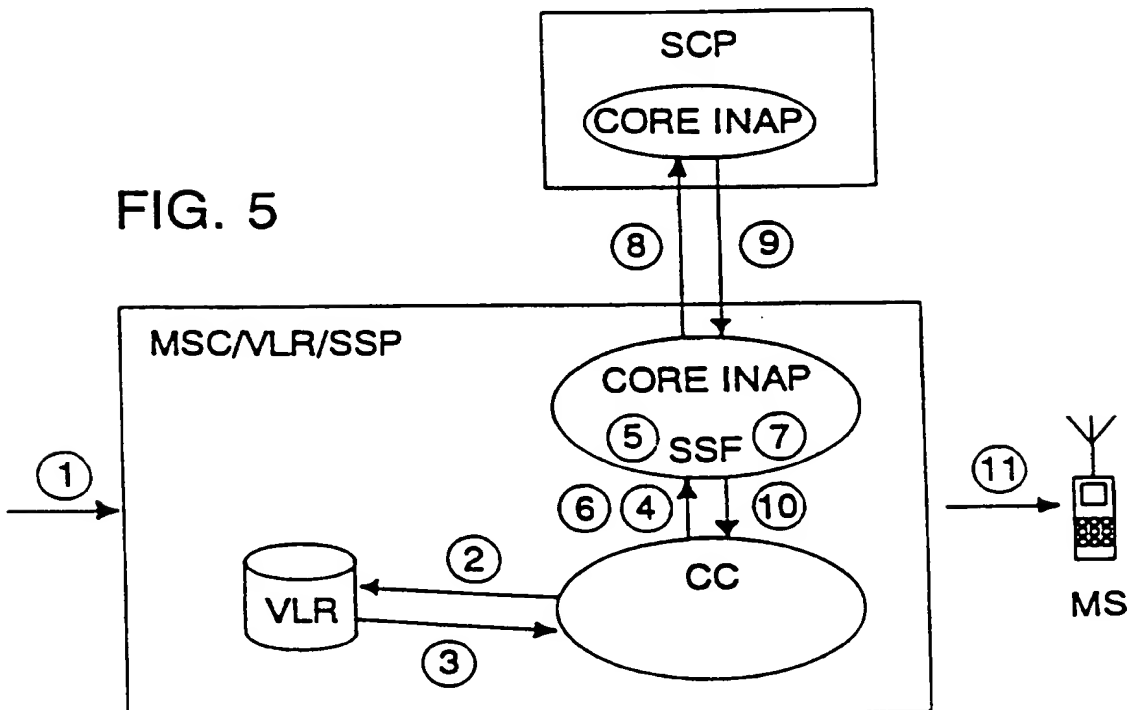 SCP
CORE INAP
FIG. 5
8 9
MSC/VLR/SSP
CORE INAP
5 SSF 7
1
11
6 4 10
2
CC
VLR
MS
3